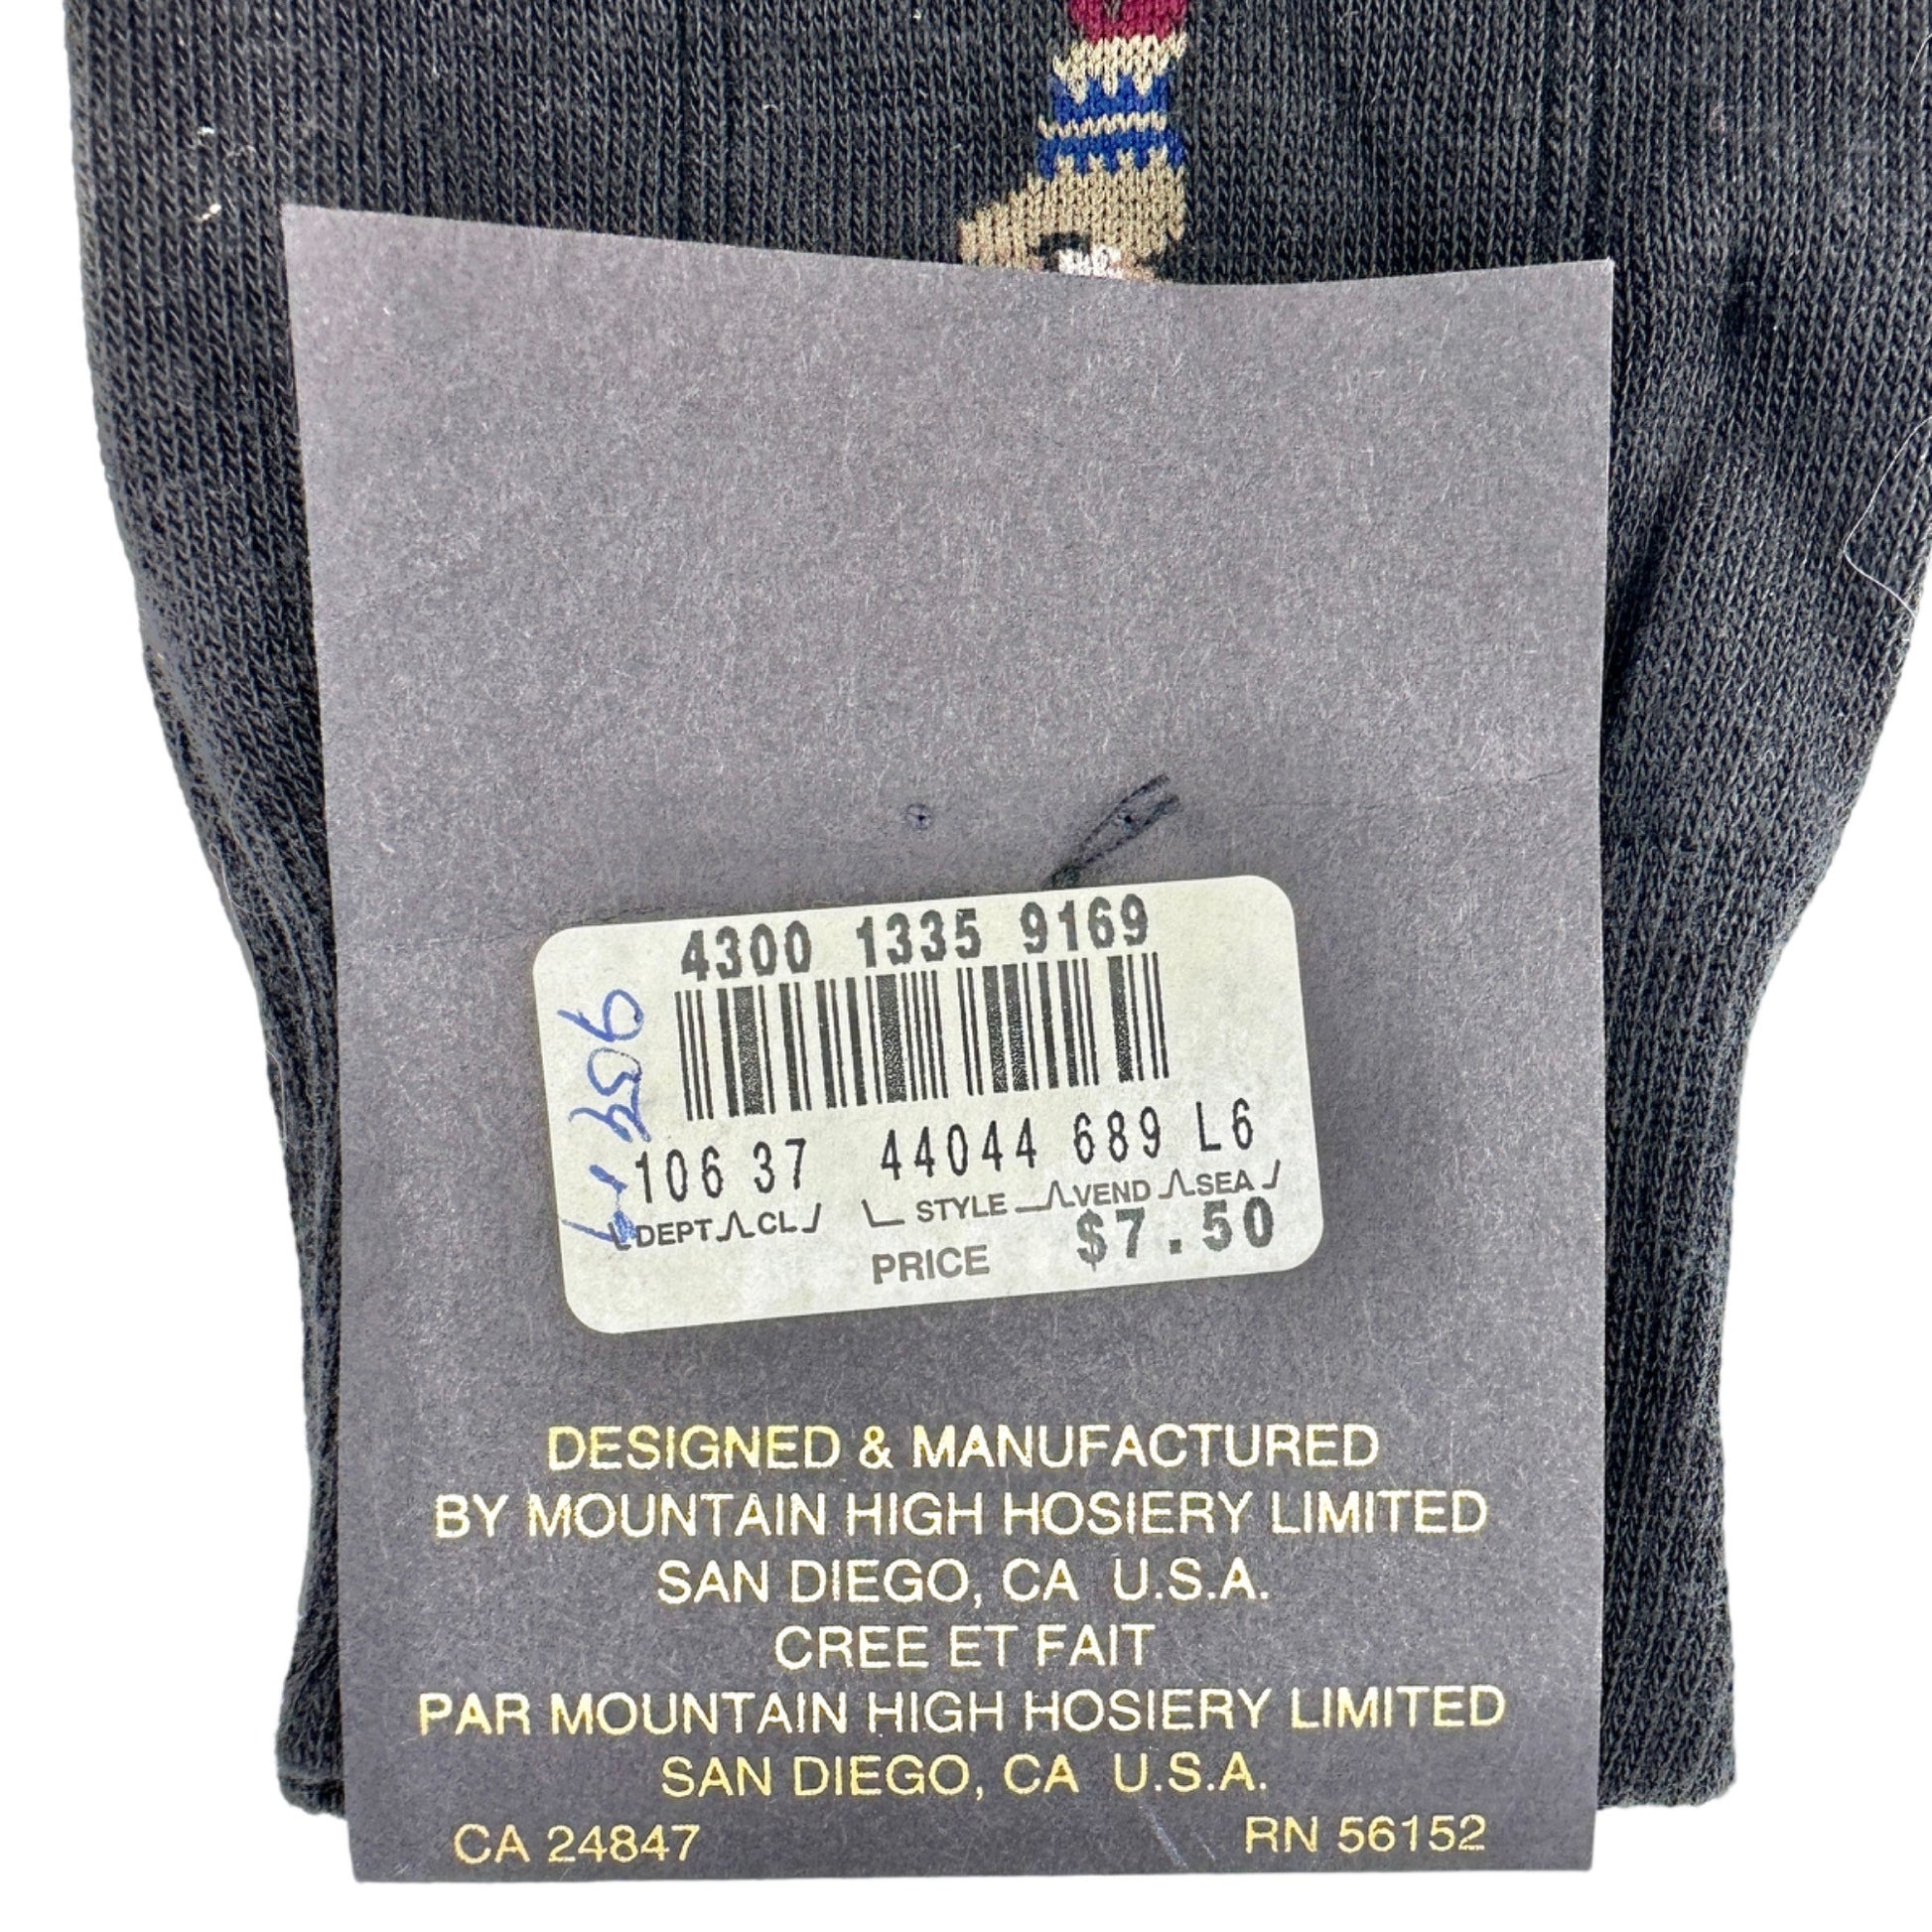 4300 1335 9169
106 37 44044 689 L6
DEPT CL STYLE VEND SEA
PRICE $7.50
DESIGNED & MANUFACTURED
BY MOUNTAIN HIGH HOSIERY LIMITED
SAN DIEGO, CA U.S.A.
CREE ET FAIT
PAR MOUNTAIN HIGH HOSIERY LIMITED
SAN DIEGO, CA U.S.A.
CA 24847 RN 56152